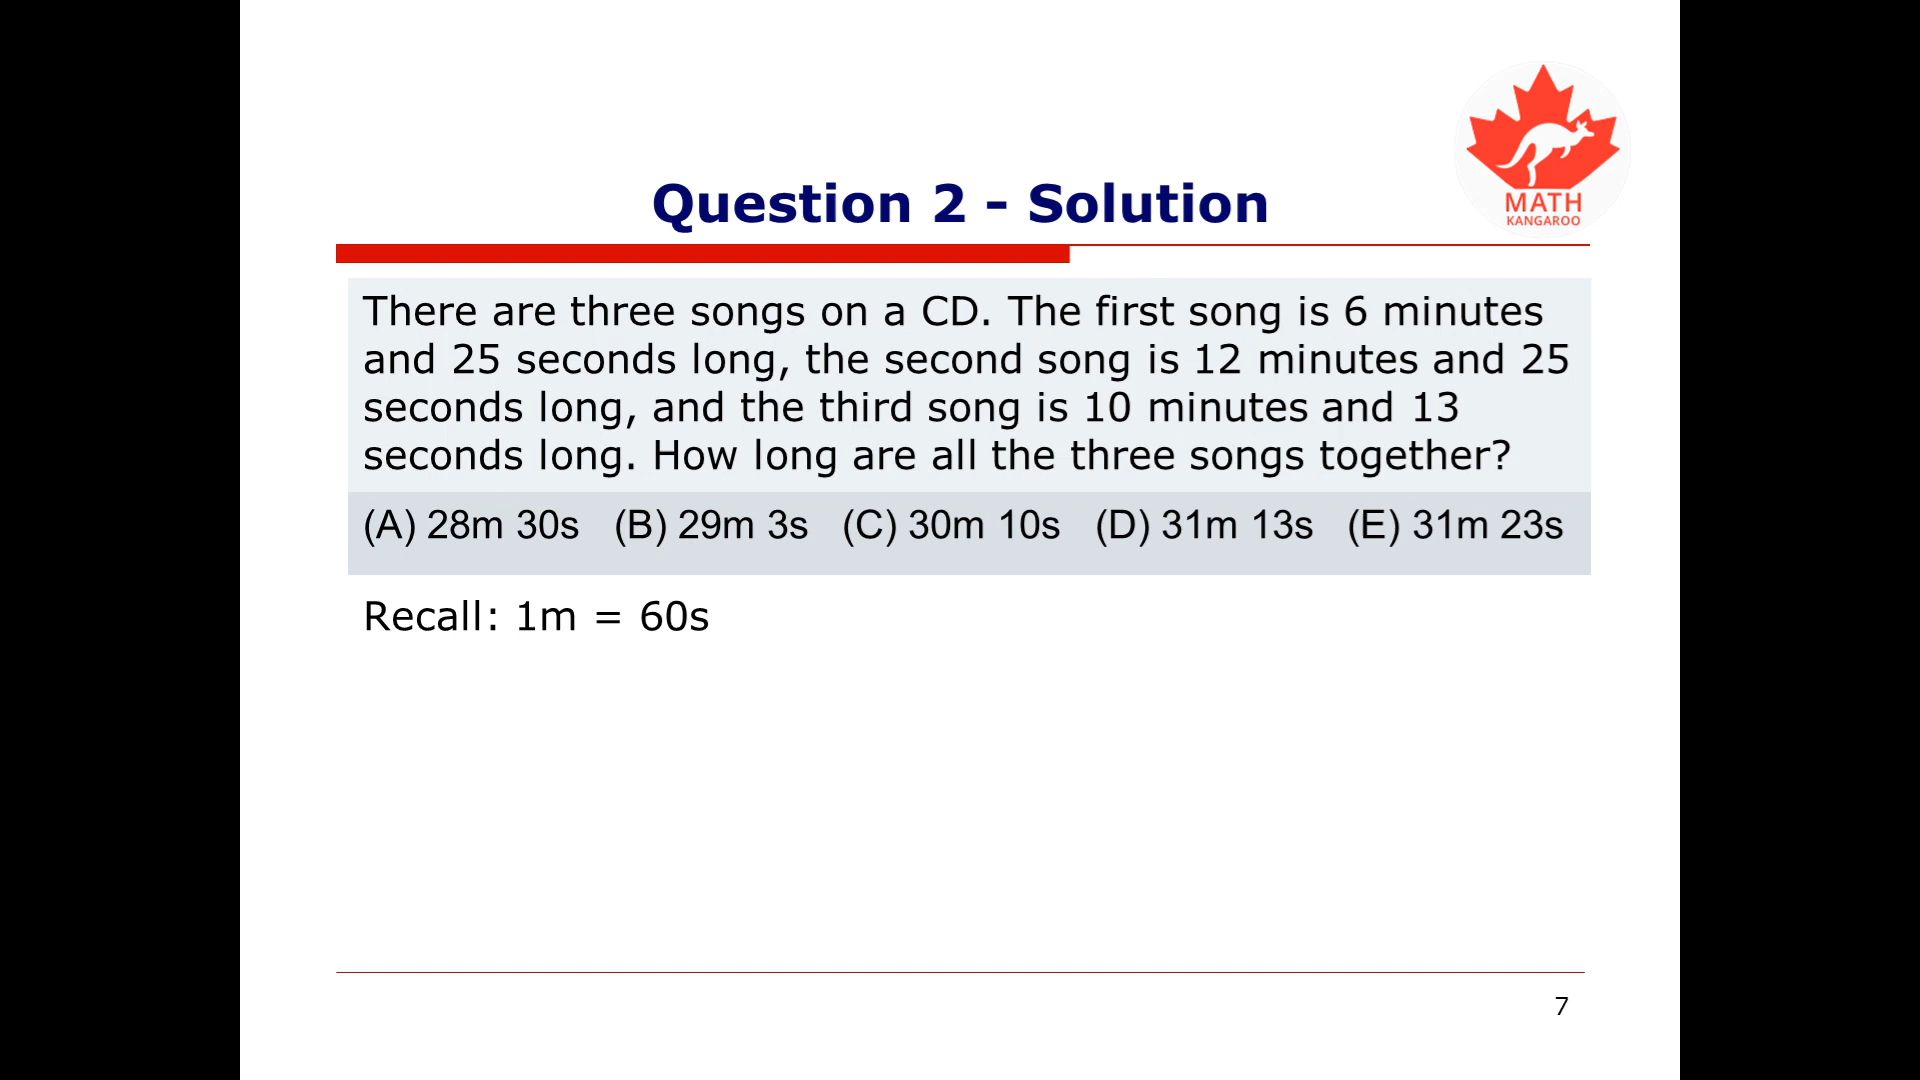 MATH
KANGAROO
Question 2 – Solution
There are three songs on a CD. The first song is 6 minutes
and 25 seconds long, the second song is 12 minutes and 25
seconds long, and the third song is 10 minutes and 13
seconds long. How long are all the three songs together?
(A) 28m 30s (B) 29m 3s (C) 30m 10s (D) 31m 13s (E) 31m 23s
Recall: 1m = 60s
7